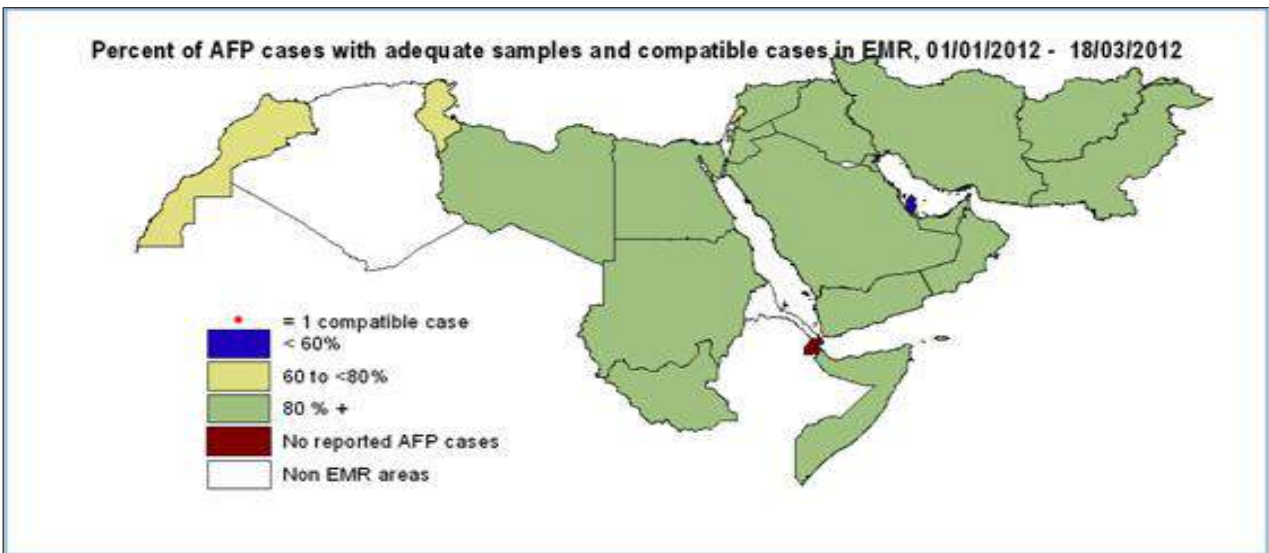 Percent of AFP cases with adequate samples and compatible cases in EMR, 01/01/2012 - 18/03/2012
= 1 compatible case
< 60%
60 to <80%
80 % +
No reported AFP cases
Non EMR areas